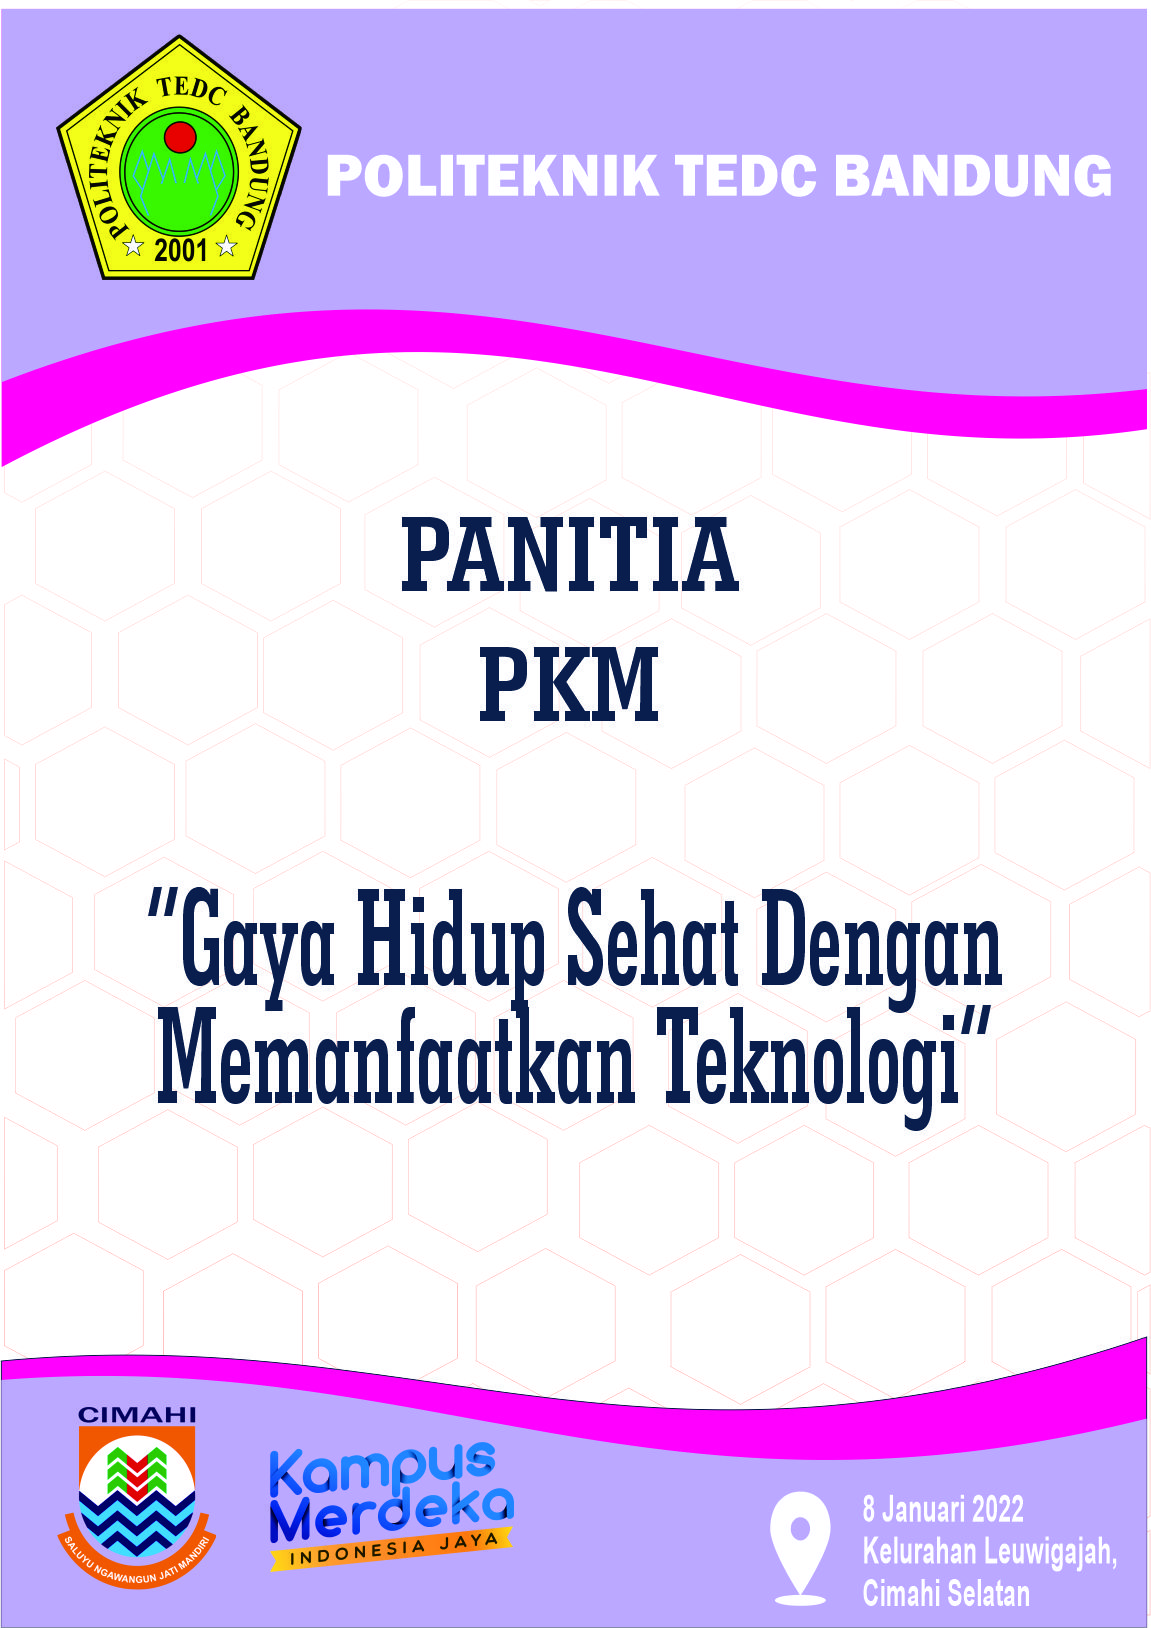 POLITEKNIK TEDC BANDUNG
2001
POLITEKNIK TEDC BANDUNG
PANITIA
PKM
"Gaya Hidup Sehat Dengan
Memanfaatkan Teknologi"
CIMAHI
SALUYU NGAWANGUN JATI MANDIRI
Kampus
Merdeka
INDONESIA JAYA
8 Januari 2022
Kelurahan Leuwigajah,
Cimahi Selatan